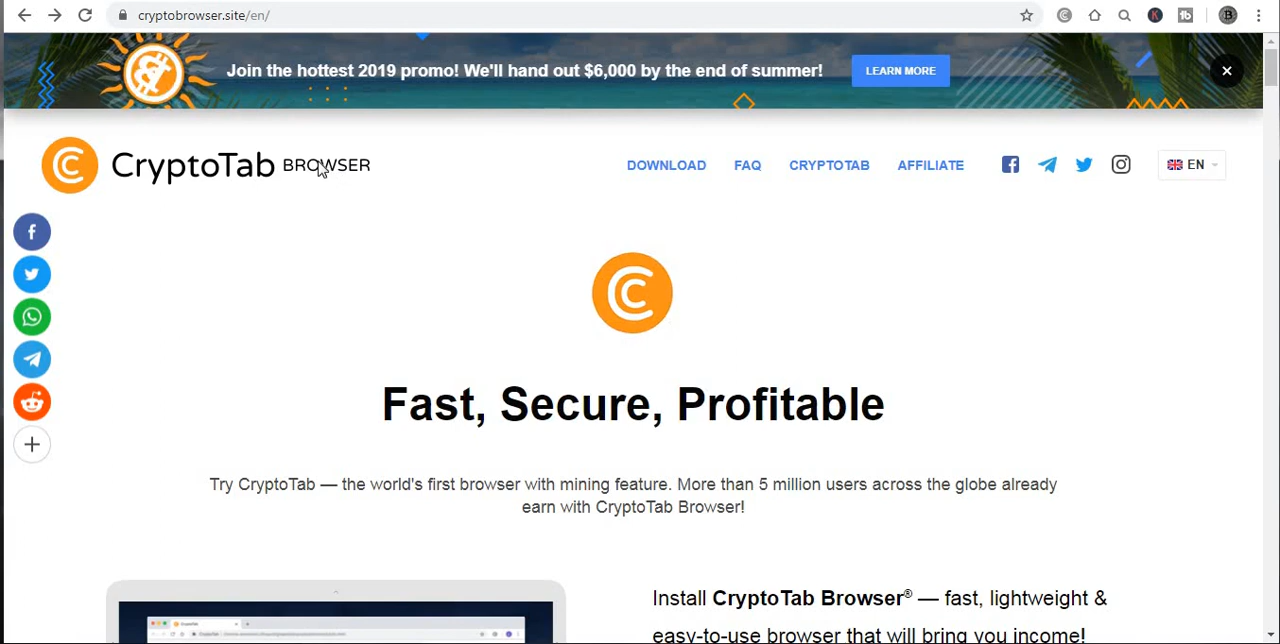 cryptobrowser.site/en/
Join the hottest 2019 promo! We'll hand out $6,000 by the end of summer!
LEARN MORE
CryptoTab BROWSER
DOWNLOAD
FAQ
CRYPTOTAB
AFFILIATE
EN
Fast, Secure, Profitable
Try CryptoTab — the world's first browser with mining feature. More than 5 million users across the globe already
earn with CryptoTab Browser!
Install CryptoTab Browser® — fast, lightweight &
easy-to-use browser that will bring you income!